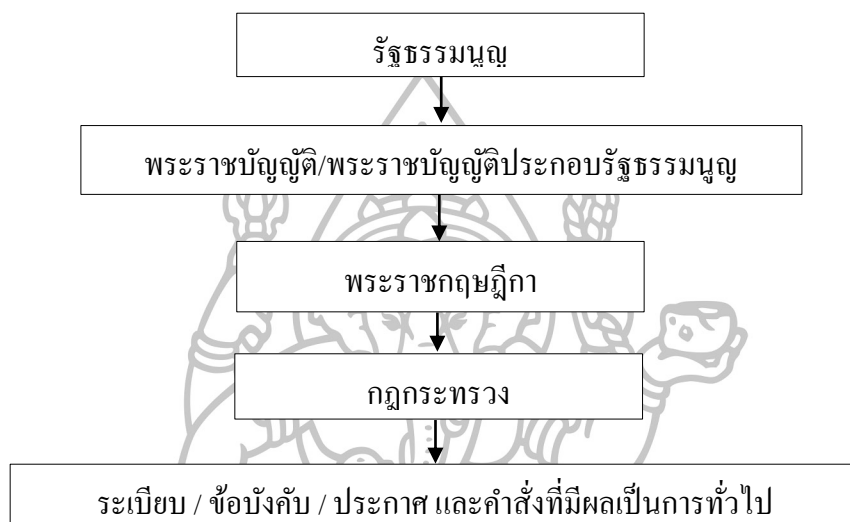 รัฐธรรมนูญ
พระราชบัญญัติ/พระราชบัญญัติประกอบรัฐธรรมนูญ
พระราชกฤษฎีกา
กฎกระทรวง
ระเบียบ / ข้อบังคับ / ประกาศ และคำสั่งที่มีผลเป็นการทั่วไป